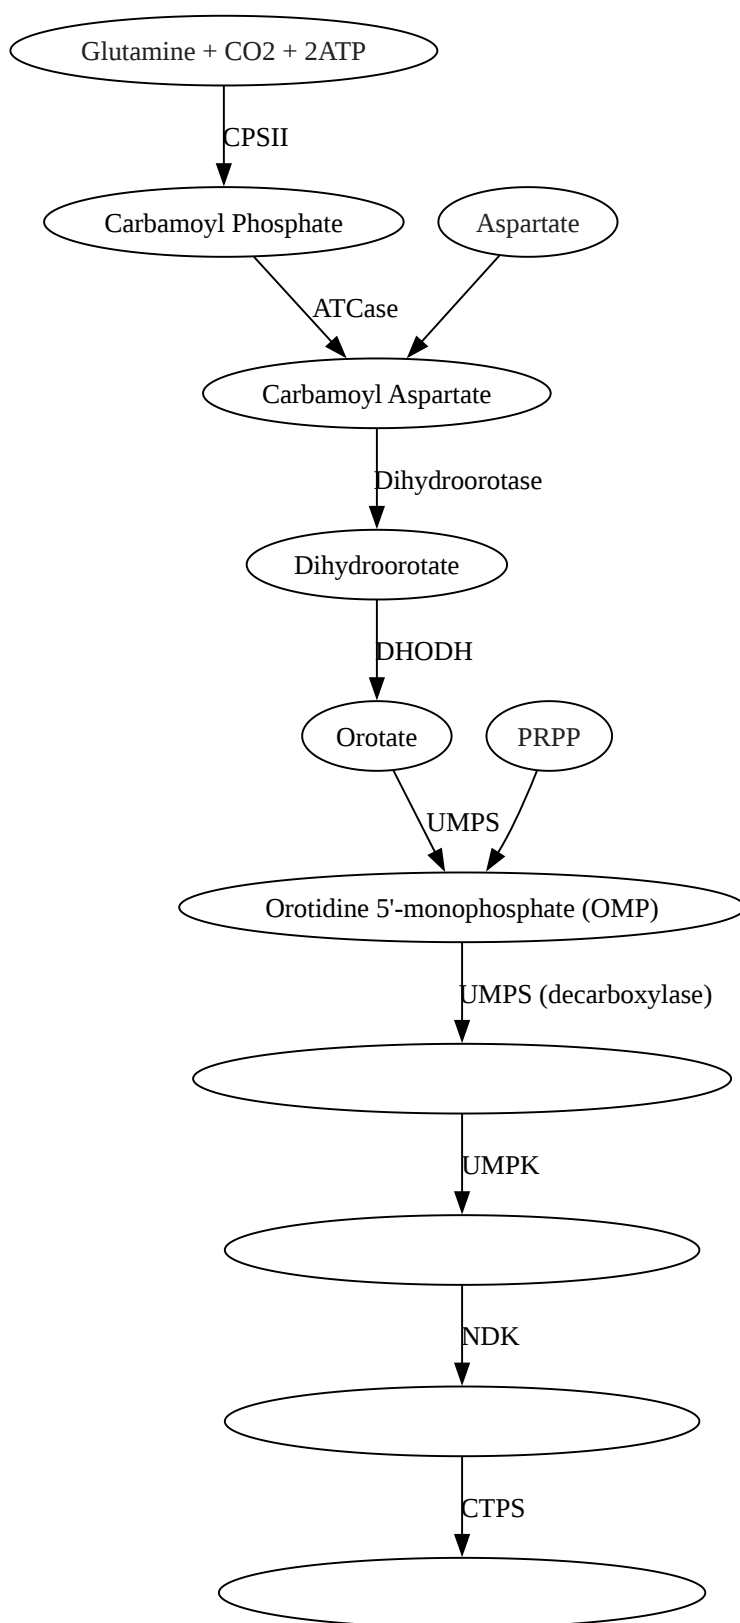 Glutamine + CO2 + 2ATP
CPSII
Carbamoyl Phosphate
Aspartate
ATCase
Carbamoyl Aspartate
Dihydroorotase
Dihydroorotate
DHODH
Orotate
PRPP
UMPS
Orotidine 5'-monophosphate (OMP)
UMPS (decarboxylase)
UMPK
NDK
CTPS